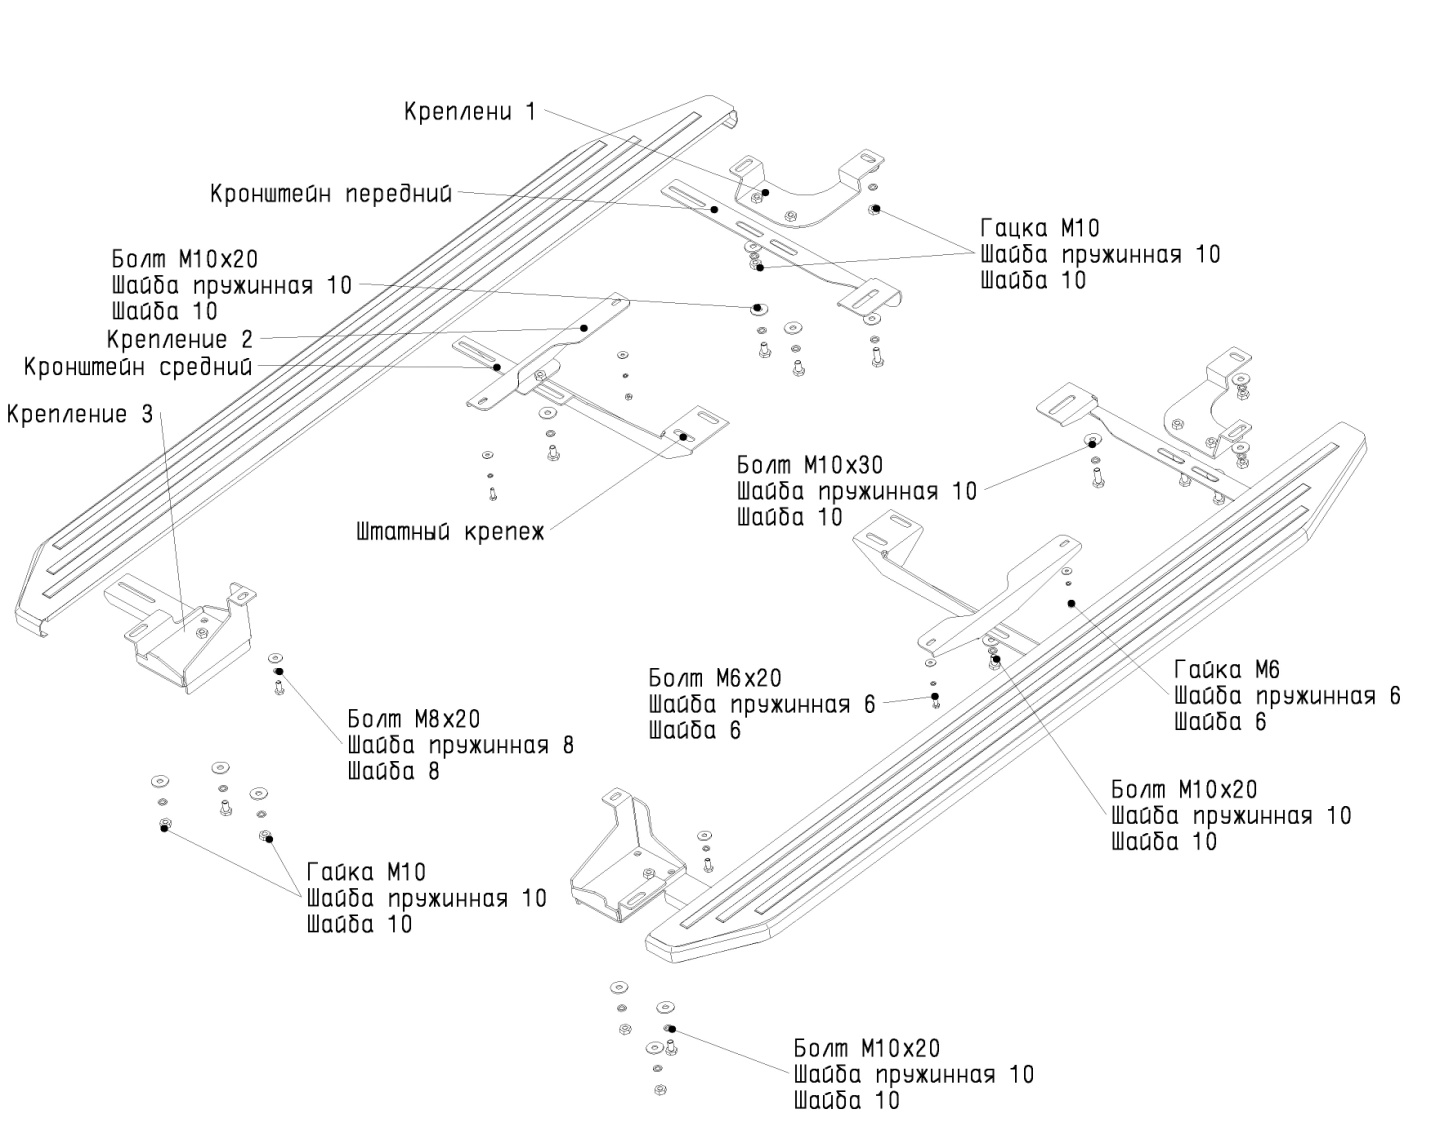 Креплени 1
Кронштейн передний
Гацка М10
Шайба пружинная 10
Шайба 10
Болт М10х20
Шайба пружинная 10
Шайба 10
Крепление 2
Кронштейн средний
Крепление 3
Болт М10х30
Шайба пружинная 10
Шайба 10
Штатный крепеж
Болт М6х20
Шайба пружинная 6
Шайба 6
Гайка М6
Шайба пружинная 6
Шайба 6
Болт М8х20
Шайба пружинная 8
Шайба 8
Болт М10х20
Шайба пружинная 10
Шайба 10
Гайка М10
Шайба пружинная 10
Шайба 10
Болт М10х20
Шайба пружинная 10
Шайба 10